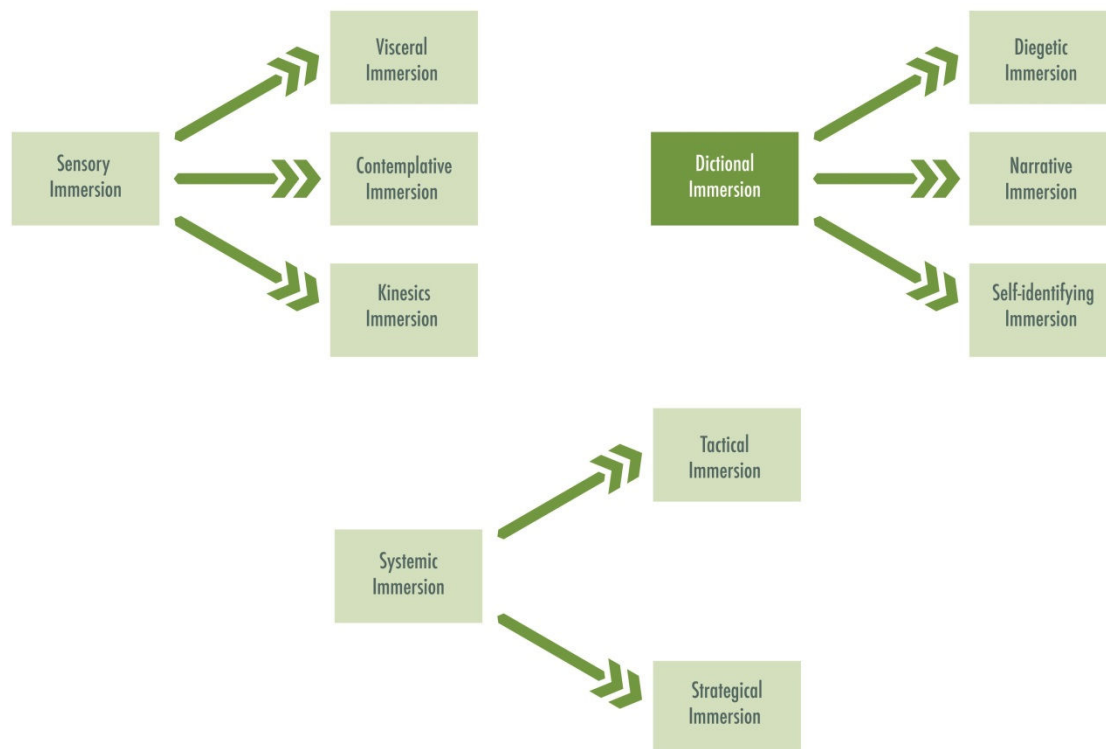 Visceral
Immersion
Sensory
Immersion
Contemplative
Immersion
Kinesics
Immersion
Diegetic
Immersion
Dictional
Immersion
Narrative
Immersion
Self-identifying
Immersion
Tactical
Immersion
Systemic
Immersion
Strategical
Immersion